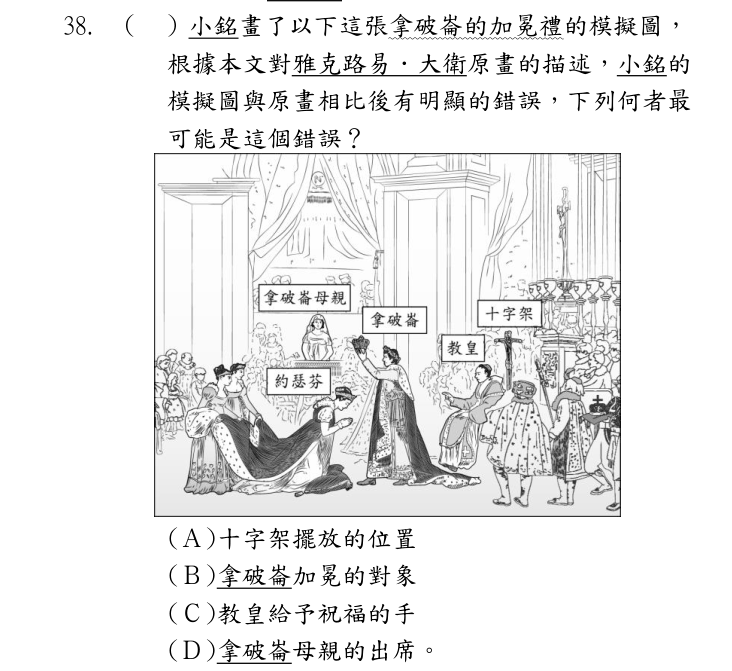 38. （　）小銘畫了以下這張拿破崙的加冕禮的模擬圖，
根據本文對雅克路易．大衛原畫的描述，小銘的
模擬圖與原畫相比後有明顯的錯誤，下列何者最
可能是這個錯誤？
拿破崙母親
拿破崙
十字架
教皇
約瑟芬
(A)十字架擺放的位置
(B)拿破崙加冕的對象
(C)教皇給予祝福的手
(D)拿破崙母親的出席。